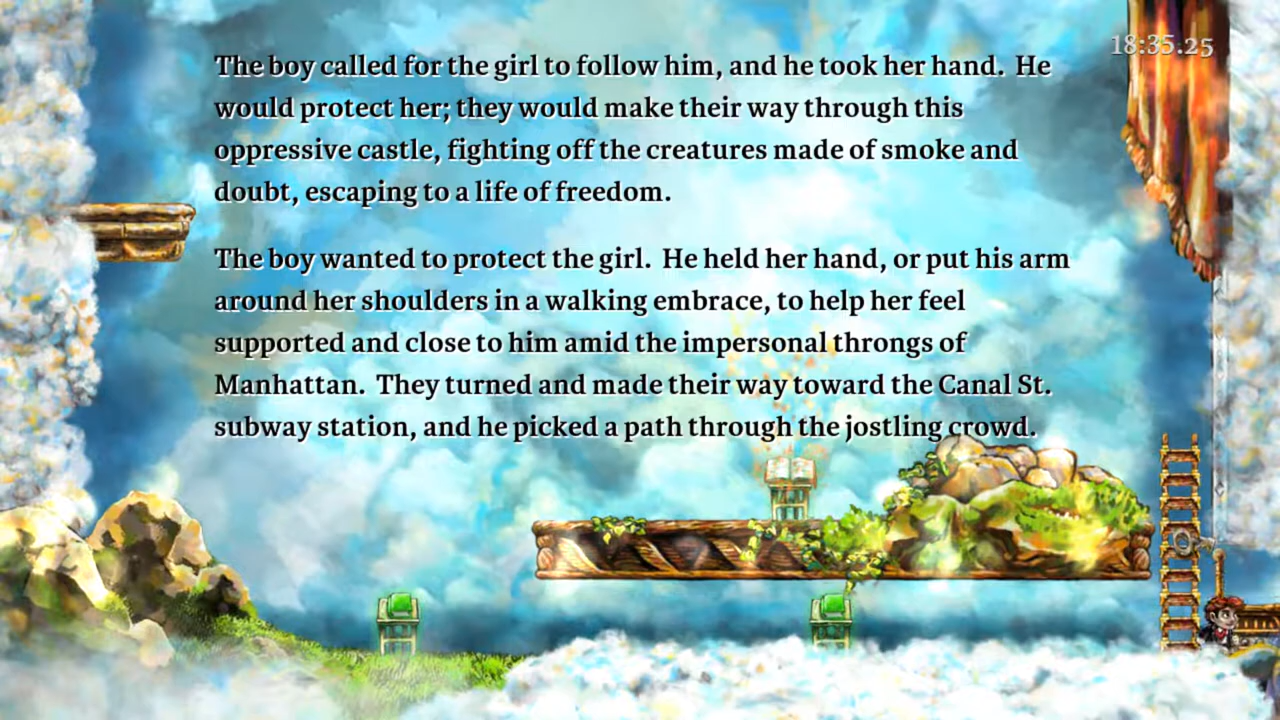 18:35.25
The boy called for the girl to follow him, and he took her hand.  He
would protect her; they would make their way through this
oppressive castle, fighting off the creatures made of smoke and
doubt, escaping to a life of freedom.
The boy wanted to protect the girl.  He held her hand, or put his arm
around her shoulders in a walking embrace, to help her feel
supported and close to him amid the impersonal throngs of
Manhattan.  They turned and made their way toward the Canal St.
subway station, and he picked a path through the jostling crowd.